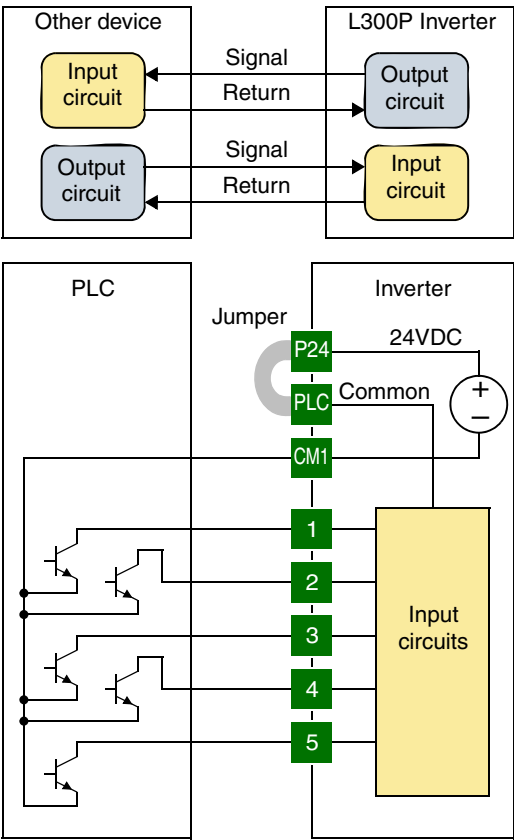 Other device
L300P Inverter
Input
circuit
Signal
Return
Output
circuit
Output
circuit
Signal
Return
Input
circuit
PLC
Inverter
Jumper
P24
24VDC
+
–
PLC
Common
CM1
1
2
3
4
5
Input
circuits